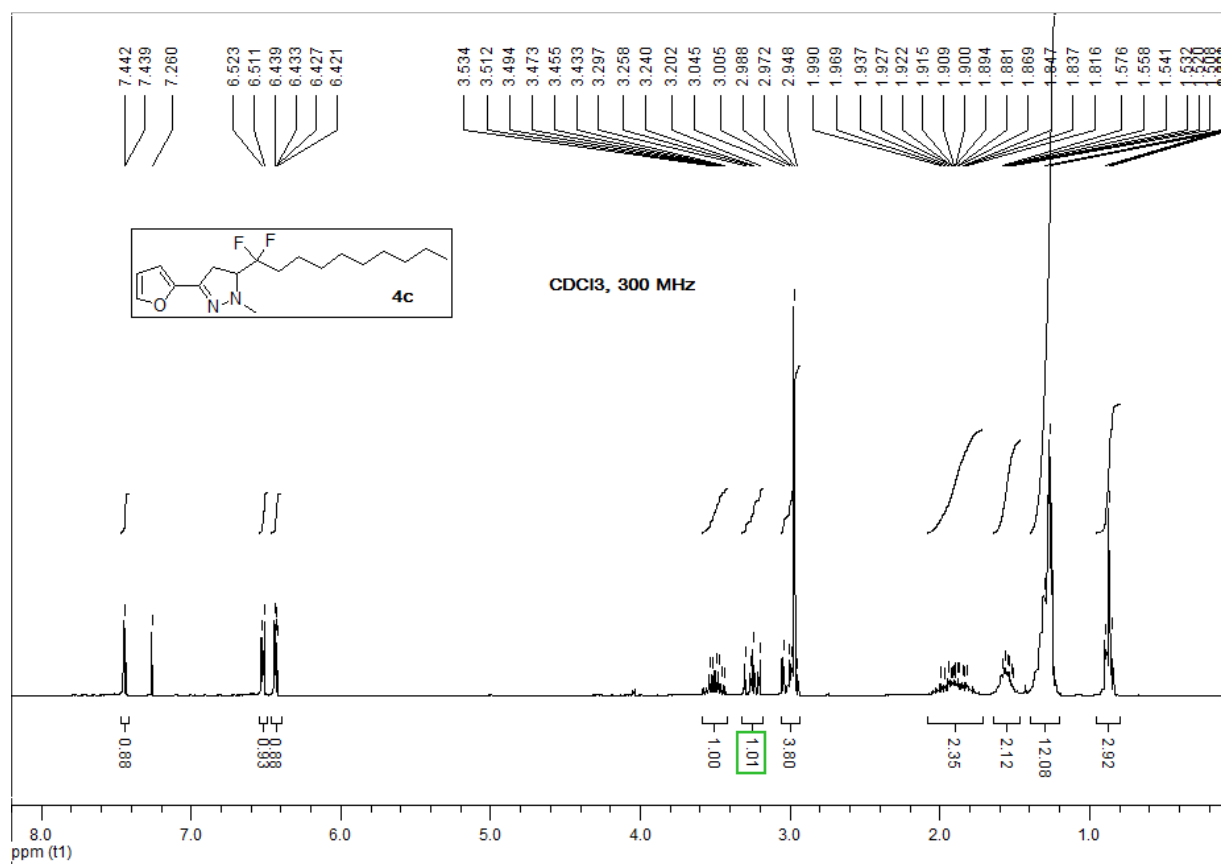 7.442 7.439 7.260 6.523 6.511 6.439 6.433 6.427 6.421 3.534 3.512 3.494 3.473 3.455 3.433 3.297 3.258 3.240 3.202 3.045 3.005 2.988 2.972 2.948 1.990 1.969 1.937 1.927 1.922 1.915 1.909 1.900 1.894 1.881 1.869 1.847 1.837 1.816 1.576 1.558 1.541 1.532 1.520 1.508
F F
O N N 4c
CDCl3, 300 MHz
0.88 0.93 0.88 1.00 1.01 3.80 2.35 2.12 12.08 2.92
8.0 7.0 6.0 5.0 4.0 3.0 2.0 1.0
ppm (t1)